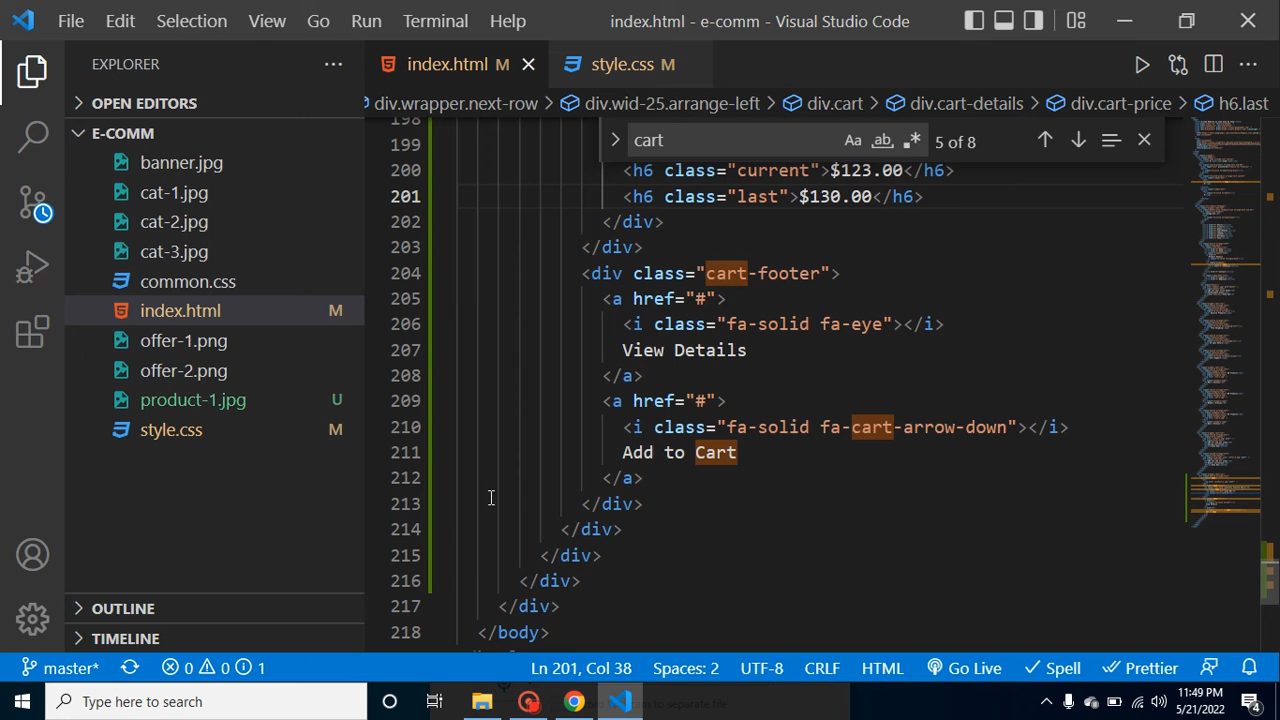 File Edit Selection View Go Run Terminal Help index.html - e-comm - Visual Studio Code
EXPLORER
OPEN EDITORS
E-COMM
banner.jpg
cat-1.jpg
cat-2.jpg
cat-3.jpg
common.css
index.html M
offer-1.png
offer-2.png
product-1.jpg U
style.css M
OUTLINE
TIMELINE
index.html M
style.css M
div.wrapper.next-row > div.wid-25.arrange-left > div.cart > div.cart-details > div.cart-price > h6.last
cart Aa ab 5 of 8
198
199
200 <h6 class="current">$123.00</h6>
201 <h6 class="last">$130.00</h6>
202 </div>
203 </div>
204 <div class="cart-footer">
205 <a href="#">
206 <i class="fa-solid fa-eye"></i>
207 View Details
208 </a>
209 <a href="#">
210 <i class="fa-solid fa-cart-arrow-down"></i>
211 Add to Cart
212 </a>
213 </div>
214 </div>
215 </div>
216 </div>
217 </div>
218 </body>
master* 0 0 1 Ln 201, Col 38 Spaces: 2 UTF-8 CRLF HTML Go Live Spell Prettier
Type here to search
11:49 PM
5/21/2022
4